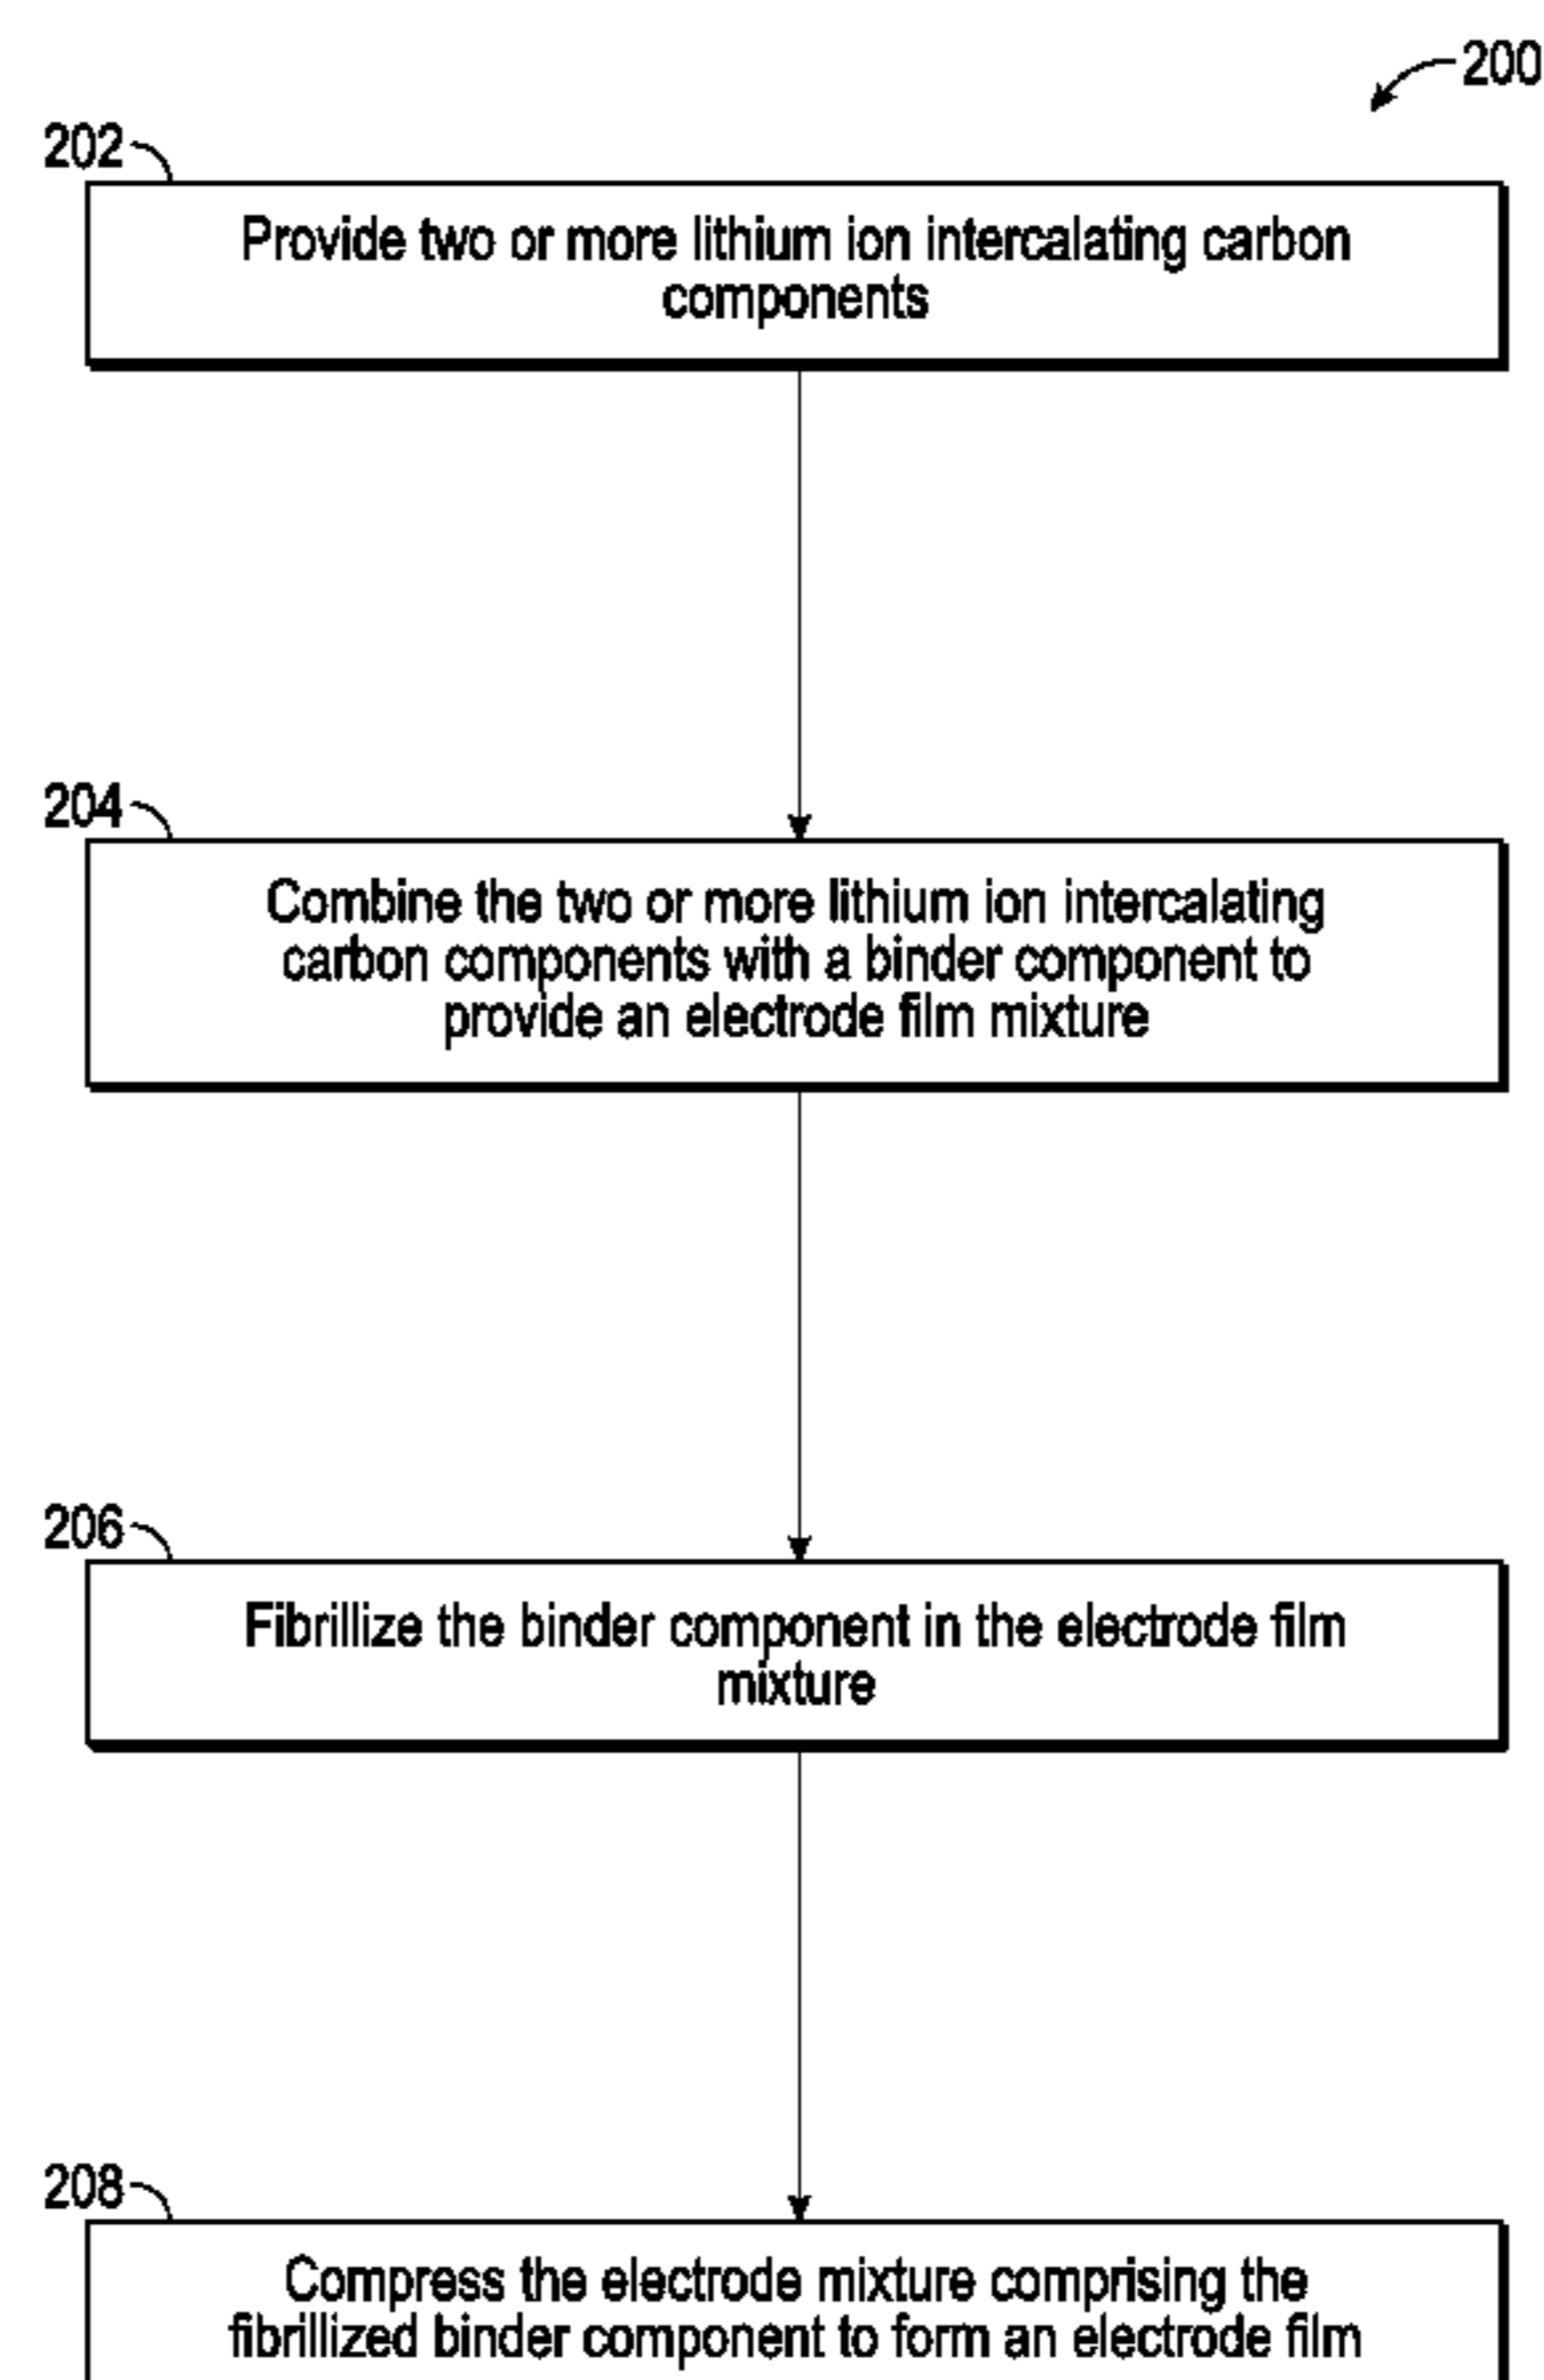 200
202
Provide two or more lithium ion intercalating carbon
components
204
Combine the two or more lithium ion intercalating
carbon components with a binder component to
provide an electrode film mixture
206
Fibrillize the binder component in the electrode film
mixture
208
Compress the electrode mixture comprising the
fibrillized binder component to form an electrode film